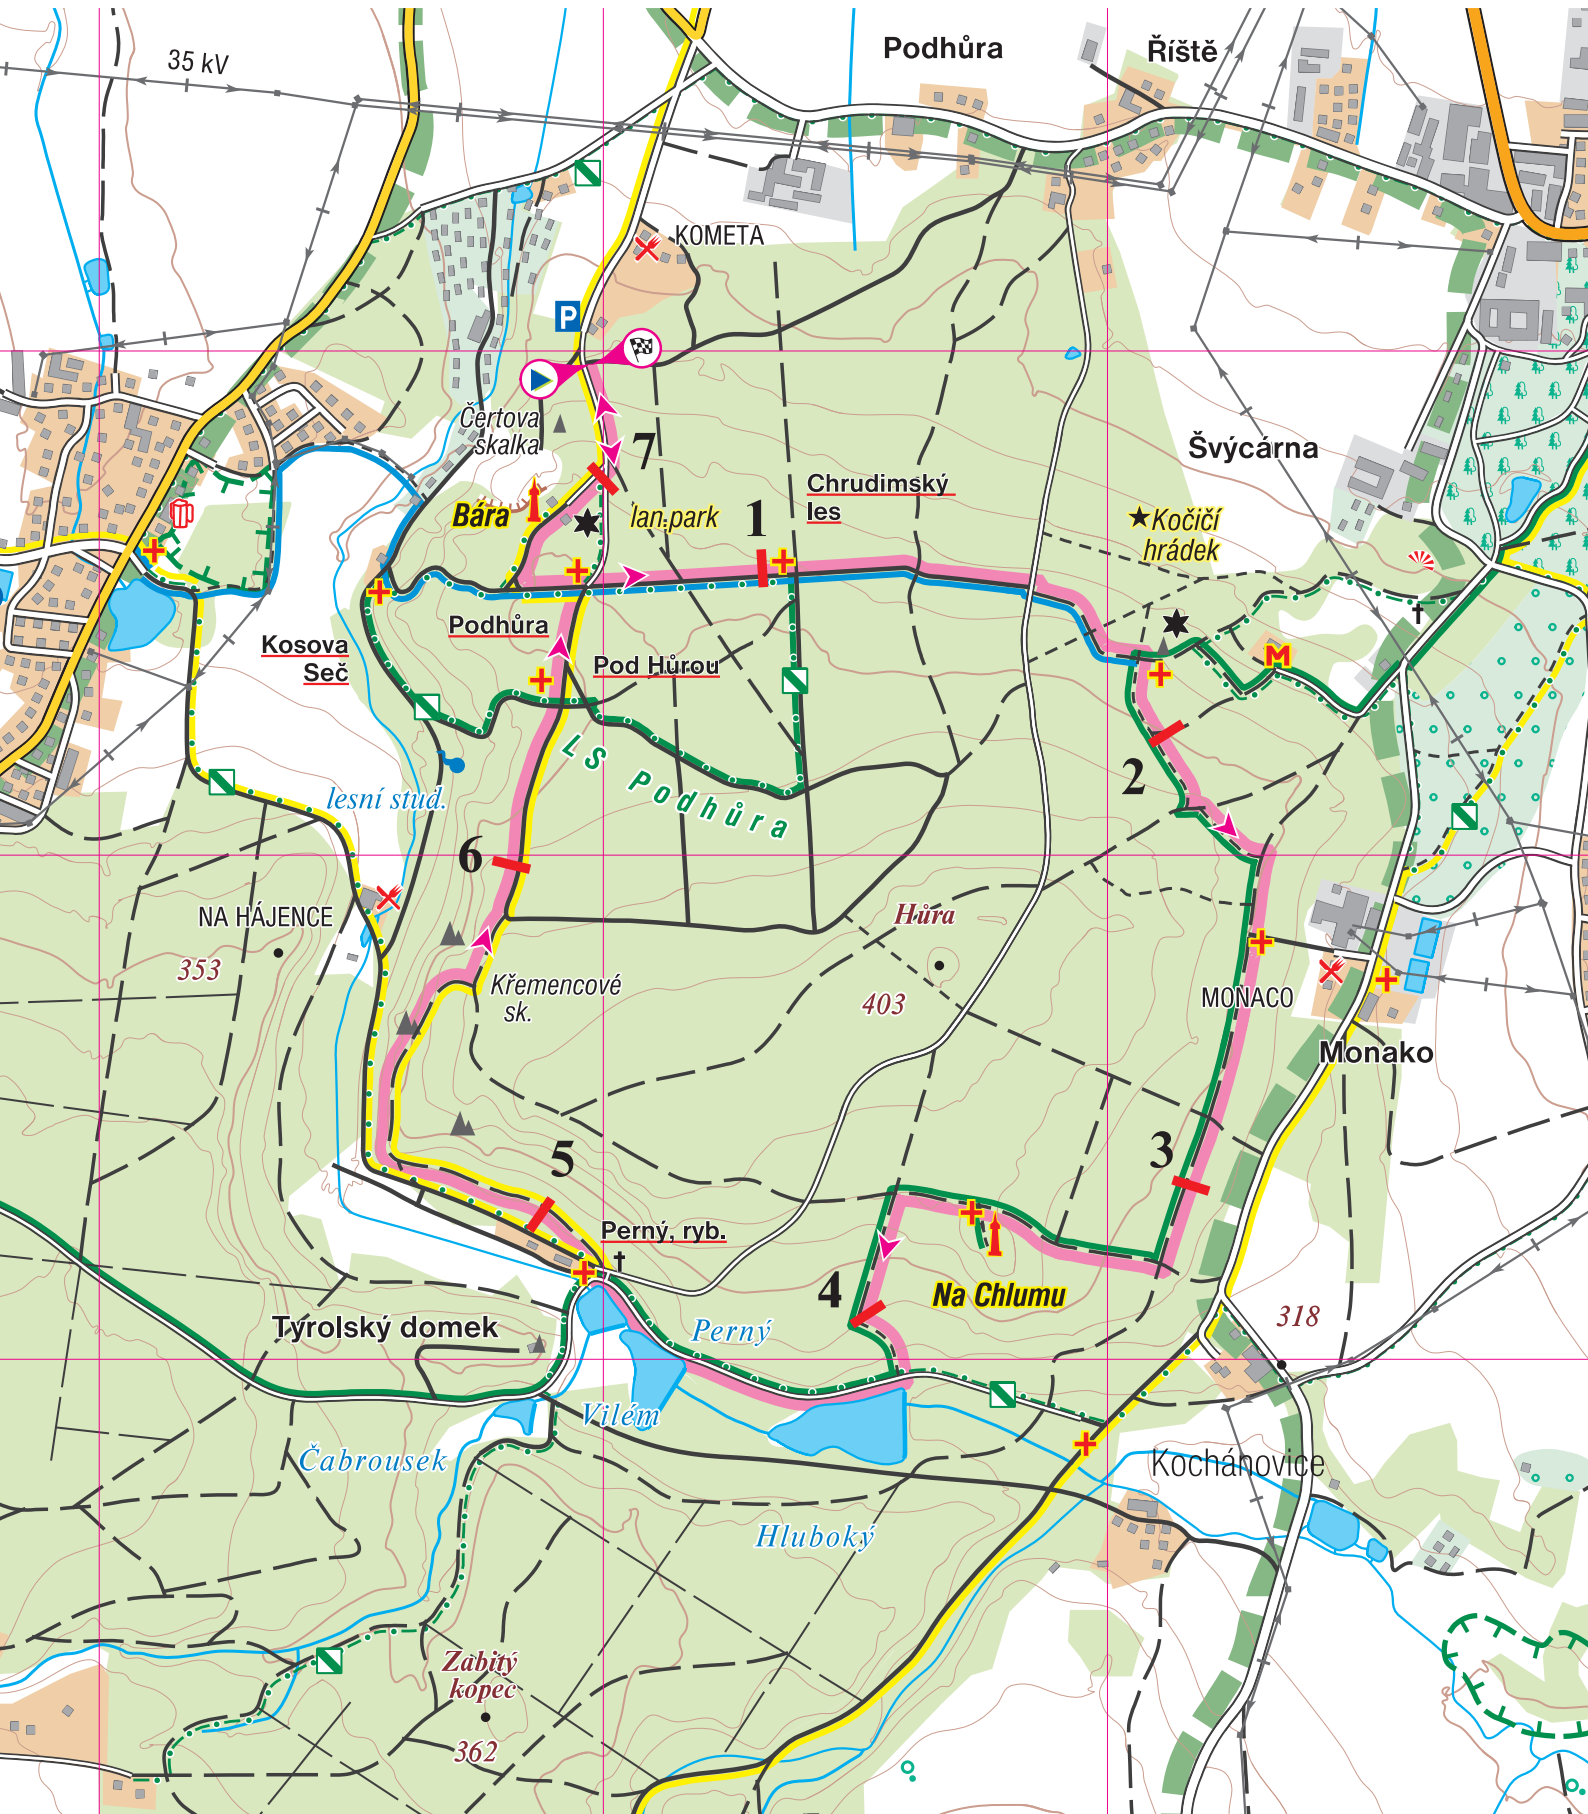 35 kV
Podhůra
Říště
KOMETA
P
Čertova
skalka
7
Švýcárna
Chrudimský
les
Bára
lan.park
1
Kočičí
hrádek
Podhůra
Kosova
Seč
Pod Hůrou
M
LS Podhůra
2
lesní stud.
6
NA HÁJENCE
353
Hůra
403
Křemencové
sk.
MONACO
Monako
5
3
Perný, ryb.
4
Na Chlumu
318
Tyrolský domek
Perný
Vilém
Čabrousek
Kochánovice
Hluboký
Zabitý
kopec
362